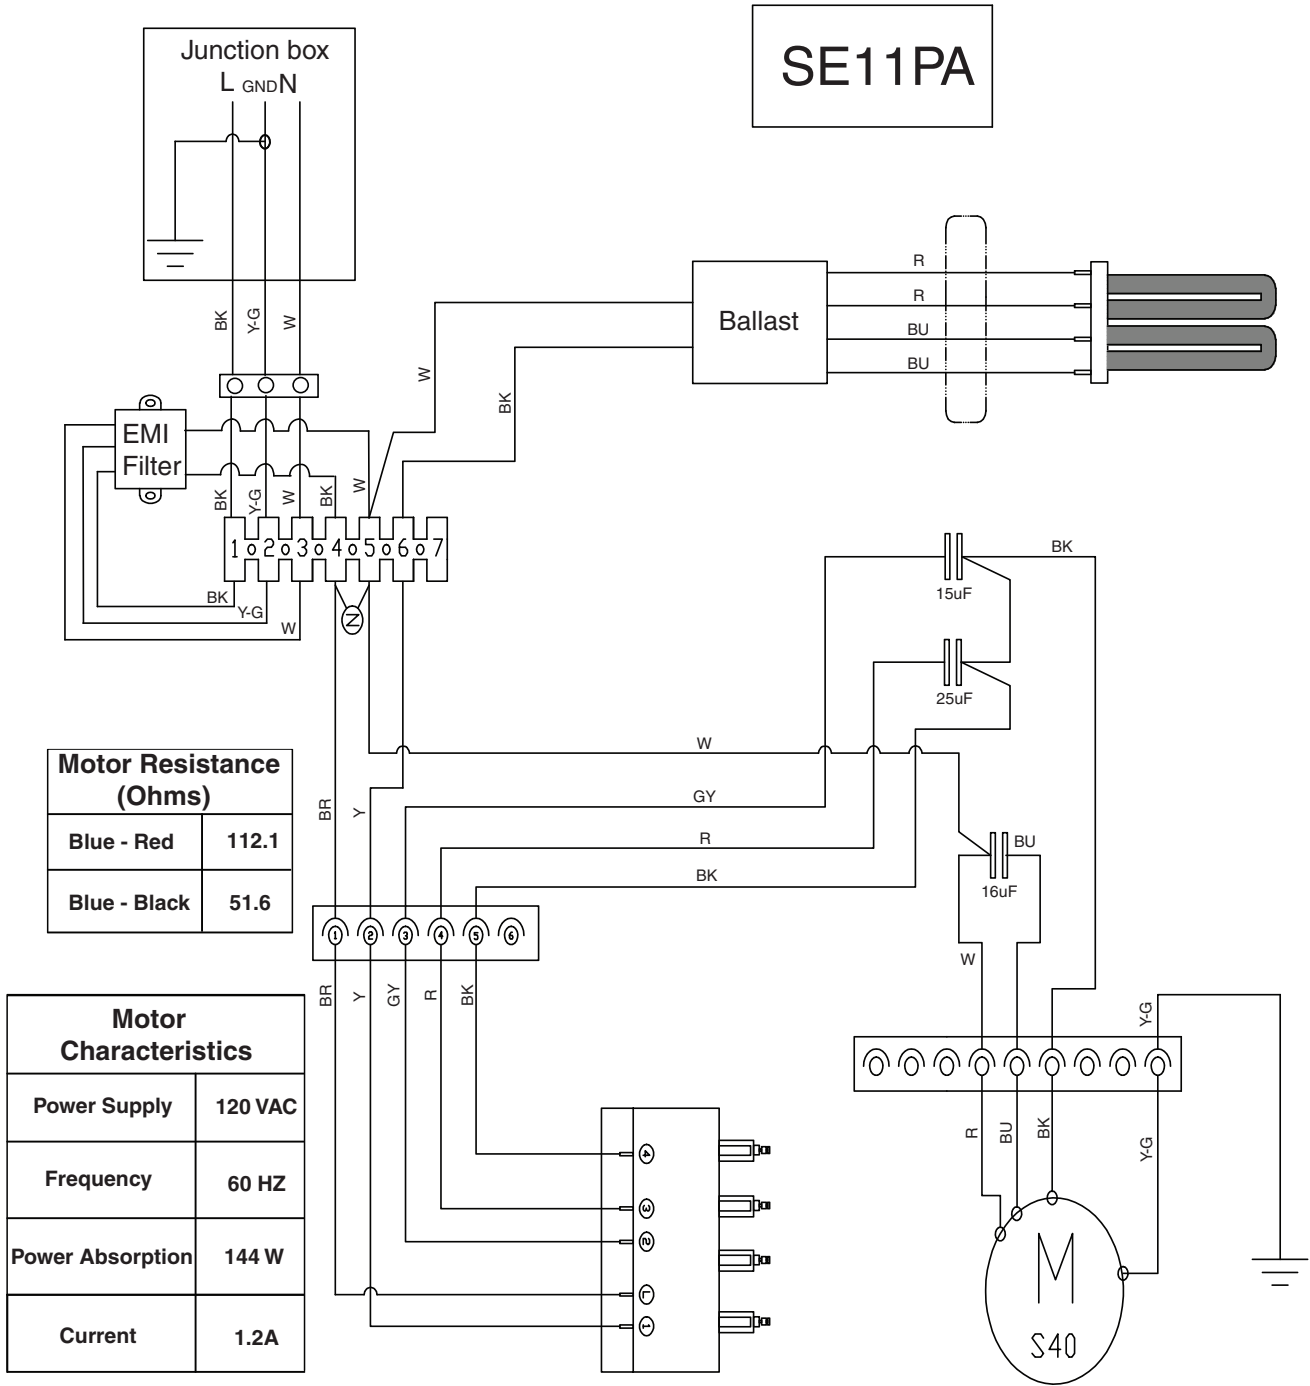 Junction box
L GND N
SE11PA
BK
Y-G
W
EMI
Filter
BK
Y-G
W
BK
W
W
BK
Ballast
R
R
BU
BU
1 2 3 4 5 6 7
BK
Y-G
W
N
15uF
BK
25uF
W
GY
R
BK
BR
Y
16uF
BU
W
Motor Resistance
(Ohms)
Blue - Red 112.1
Blue - Black 51.6
1 2 3 4 5 6
BR
Y
GY
R
BK
Motor
Characteristics
Power Supply 120 VAC
Frequency 60 HZ
Power Absorption 144 W
Current 1.2A
4
3
2
L
1
Y-G
R
BU
BK
Y-G
M
S40